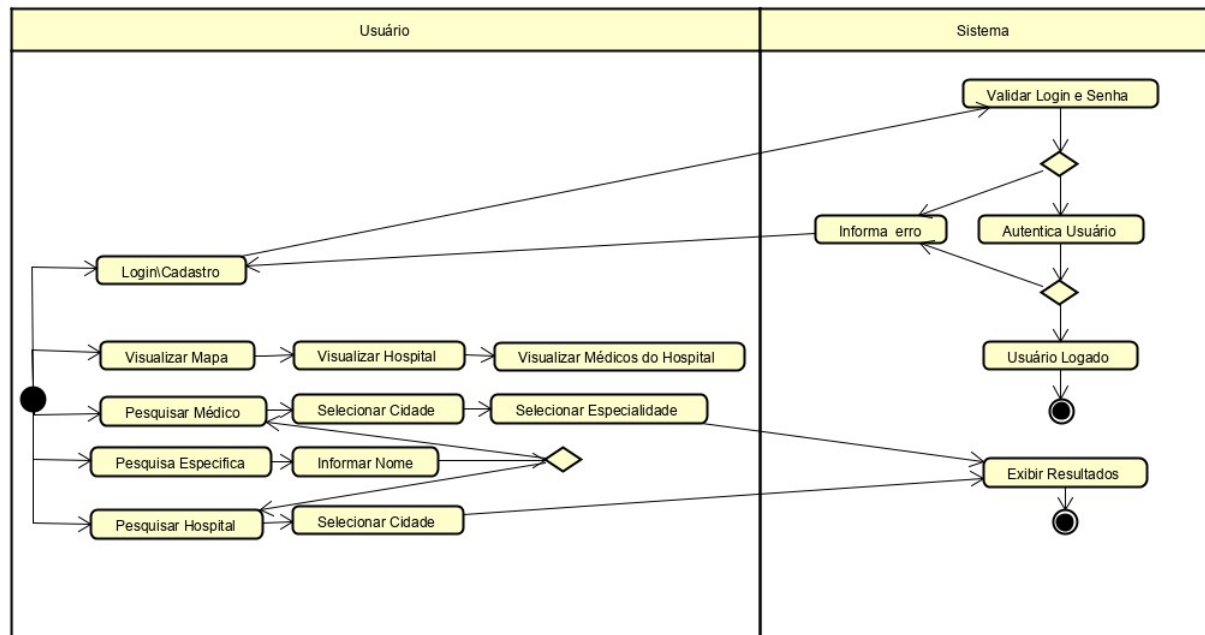 Usuário
Sistema
Validar Login e Senha
Informa erro
Autentica Usuário
Login\Cadastro
Visualizar Mapa
Visualizar Hospital
Visualizar Médicos do Hospital
Usuário Logado
Pesquisar Médico
Selecionar Cidade
Selecionar Especialidade
Pesquisa Especifica
Informar Nome
Exibir Resultados
Pesquisar Hospital
Selecionar Cidade